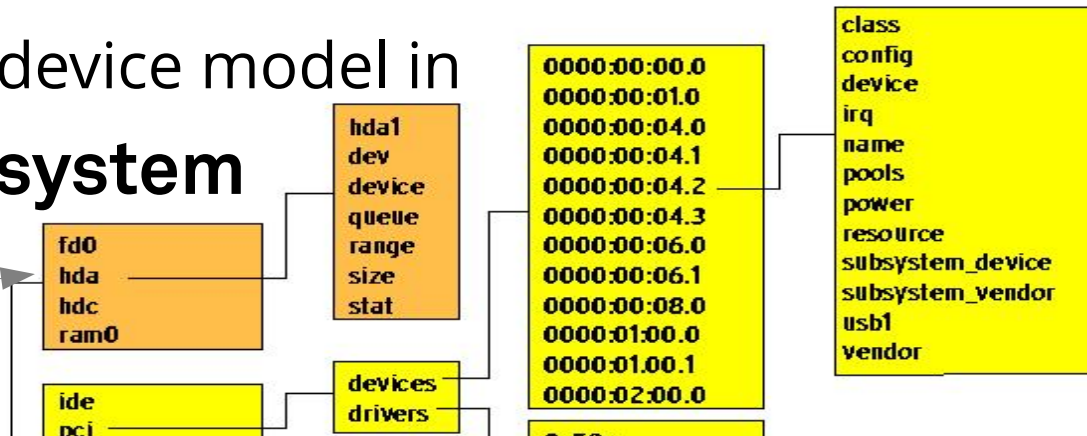 device model in
system
fd0
hda
hdc
ram0
hda1
dev
device
queue
range
size
stat
ide
pci
devices
drivers
0000:00:00.0
0000:00:01.0
0000:00:04.0
0000:00:04.1
0000:00:04.2
0000:00:04.3
0000:00:06.0
0000:00:06.1
0000:00:08.0
0000:01:00.0
0000:01.00.1
0000:02:00.0
class
config
device
irq
name
pools
power
resource
subsystem_device
subsystem_vendor
usb1
vendor